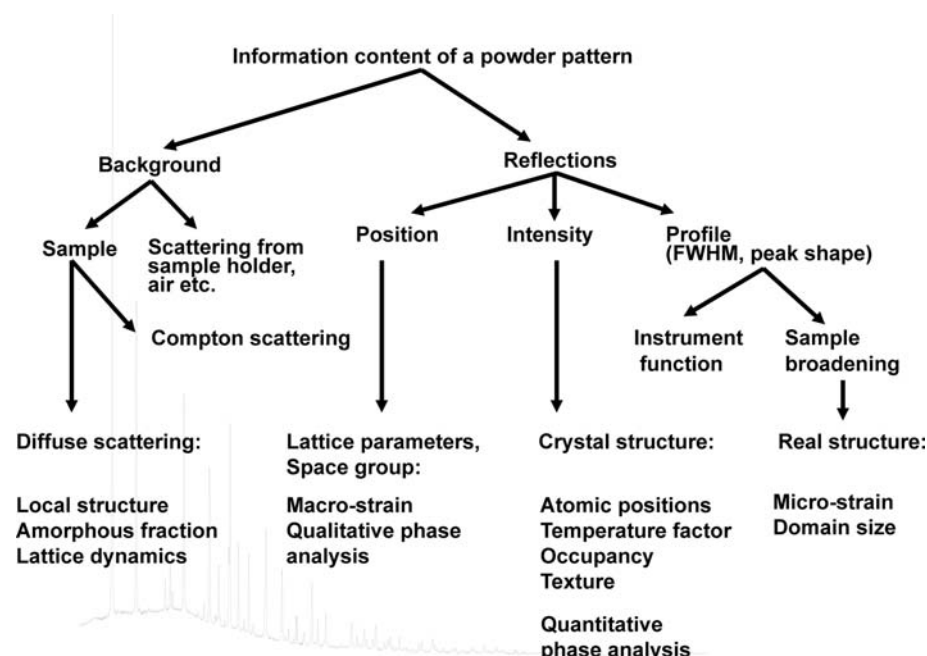 Information content of a powder pattern
Background
Reflections
Sample
Scattering from
sample holder,
air etc.
Position
Intensity
Profile
(FWHM, peak shape)
Compton scattering
Instrument
function
Sample
broadening
Diffuse scattering:
Local structure
Amorphous fraction
Lattice dynamics
Lattice parameters,
Space group:
Macro-strain
Qualitative phase
analysis
Crystal structure:
Atomic positions
Temperature factor
Occupancy
Texture
Quantitative
phase analysis
Real structure:
Micro-strain
Domain size